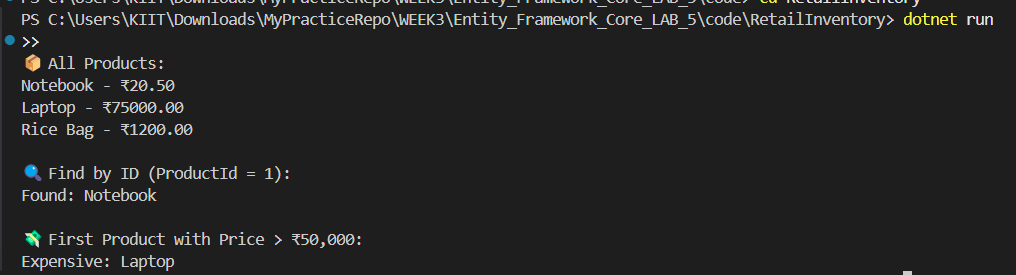 PS C:\Users\KIIT\Downloads\MyPracticeRepo\WEEK3\Entity_Framework_Core_LAB_5\code> cd RetailInventory
PS C:\Users\KIIT\Downloads\MyPracticeRepo\WEEK3\Entity_Framework_Core_LAB_5\code\RetailInventory> dotnet run
>>
📦 All Products:
Notebook - ₹20.50
Laptop - ₹75000.00
Rice Bag - ₹1200.00
🔍 Find by ID (ProductId = 1):
Found: Notebook
💸 First Product with Price > ₹50,000:
Expensive: Laptop